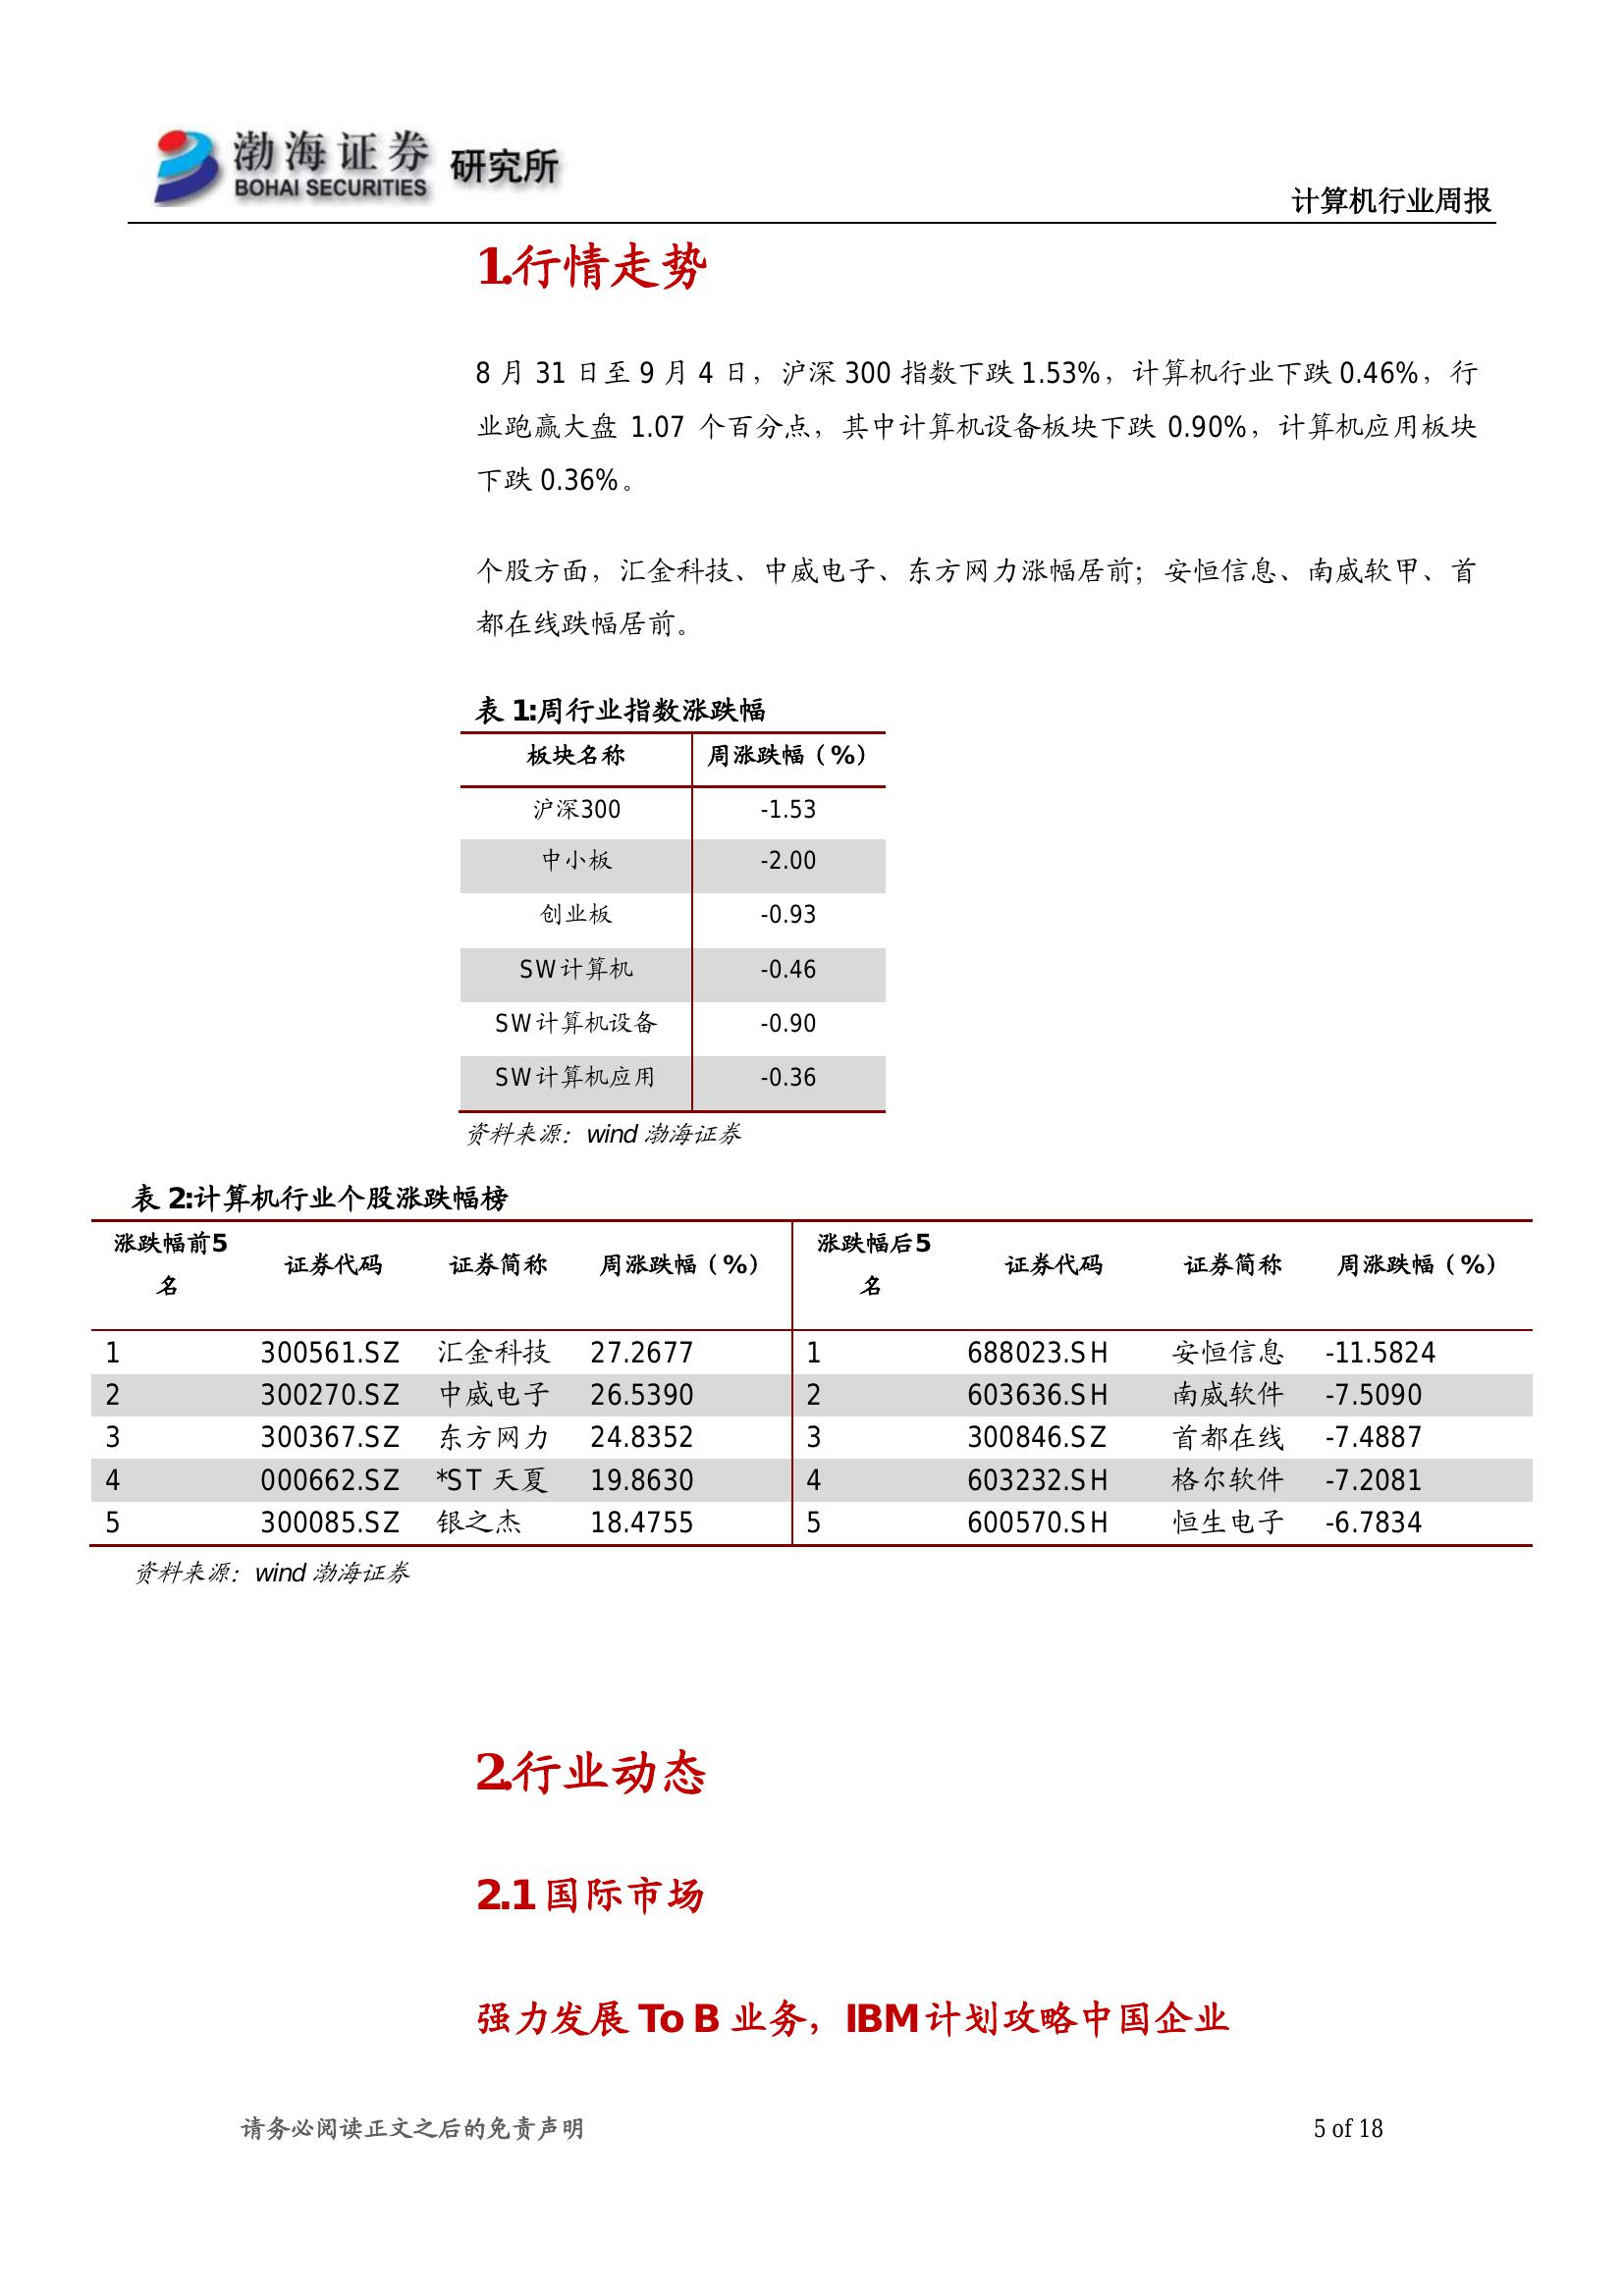 渤海证券
BOHAI SECURITIES
研究所
计算机行业周报
1.行情走势
8 月 31 日至 9 月 4 日，沪深 300 指数下跌 1.53%，计算机行业下跌 0.46%，行
业跑赢大盘 1.07 个百分点，其中计算机设备板块下跌 0.90%，计算机应用板块
下跌 0.36%。
个股方面，汇金科技、中威电子、东方网力涨幅居前；安恒信息、南威软甲、首
都在线跌幅居前。
表 1:周行业指数涨跌幅
板块名称 周涨跌幅（%）
沪深300 -1.53
中小板 -2.00
创业板 -0.93
SW计算机 -0.46
SW计算机设备 -0.90
SW计算机应用 -0.36
资料来源：wind 渤海证券
表 2:计算机行业个股涨跌幅榜
涨跌幅前5名 证券代码 证券简称 周涨跌幅（%） 涨跌幅后5名 证券代码 证券简称 周涨跌幅（%）
1 300561.SZ 汇金科技 27.2677 1 688023.SH 安恒信息 -11.5824
2 300270.SZ 中威电子 26.5390 2 603636.SH 南威软件 -7.5090
3 300367.SZ 东方网力 24.8352 3 300846.SZ 首都在线 -7.4887
4 000662.SZ *ST 天夏 19.8630 4 603232.SH 格尔软件 -7.2081
5 300085.SZ 银之杰 18.4755 5 600570.SH 恒生电子 -6.7834
资料来源：wind 渤海证券
2.行业动态
2.1 国际市场
强力发展 To B 业务，IBM 计划攻略中国企业
请务必阅读正文之后的免责声明 5 of 18